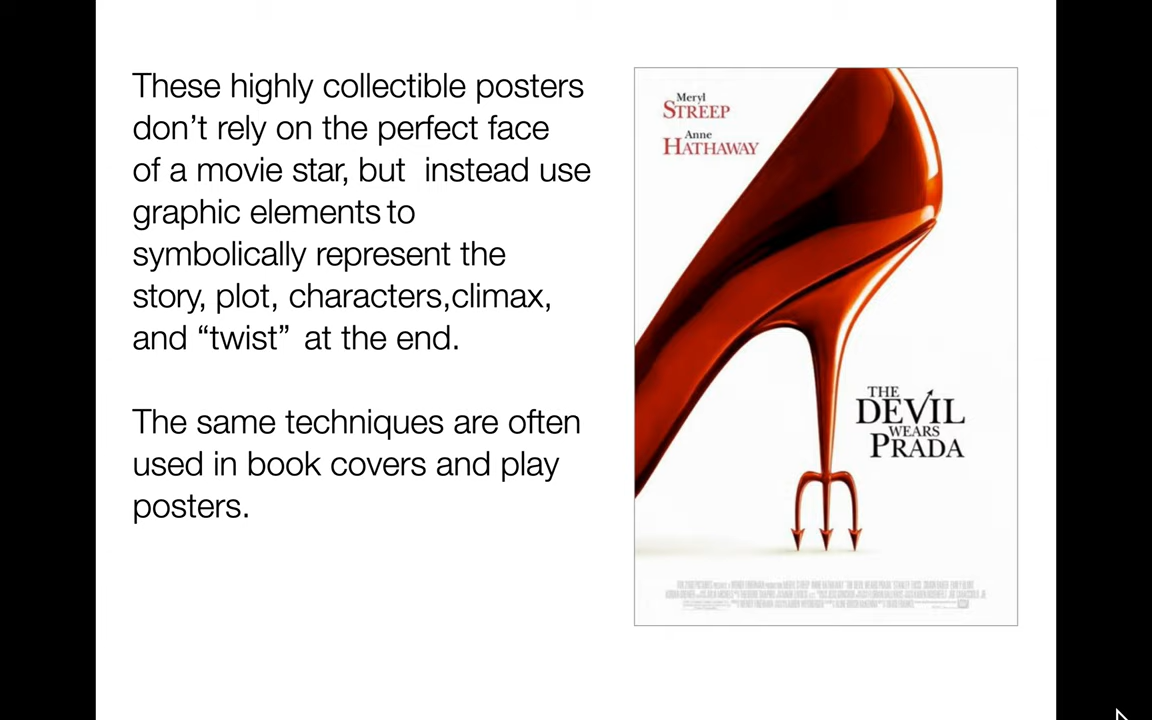 These highly collectible posters
don’t rely on the perfect face
of a movie star, but  instead use
graphic elements to
symbolically represent the
story, plot, characters,climax,
and “twist”  at the end.
The same techniques are often
used in book covers and play
posters.
Meryl
STREEP
Anne
HATHAWAY
THE
DEVIL
WEARS
PRADA